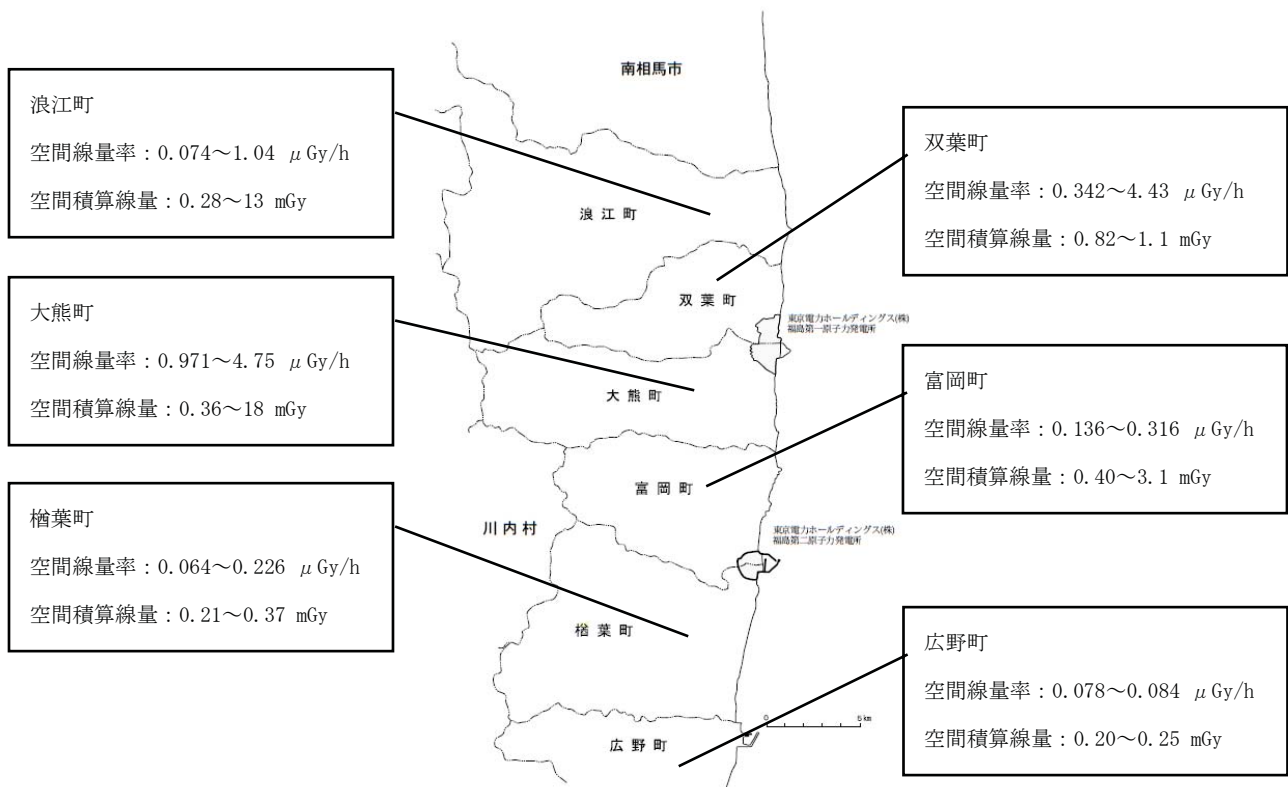 南相馬市
浪江町
空間線量率：0.074～1.04 μGy/h
空間積算線量：0.28～13 mGy
双葉町
空間線量率：0.342～4.43 μGy/h
空間積算線量：0.82～1.1 mGy
浪江町
大熊町
空間線量率：0.971～4.75 μGy/h
空間積算線量：0.36～18 mGy
双葉町
東京電力ホールディングス(株)
福島第一原子力発電所
富岡町
空間線量率：0.136～0.316 μGy/h
空間積算線量：0.40～3.1 mGy
大熊町
富岡町
楢葉町
空間線量率：0.064～0.226 μGy/h
空間積算線量：0.21～0.37 mGy
川内村
東京電力ホールディングス(株)
福島第二原子力発電所
楢葉町
広野町
空間線量率：0.078～0.084 μGy/h
空間積算線量：0.20～0.25 mGy
0 5km
広野町